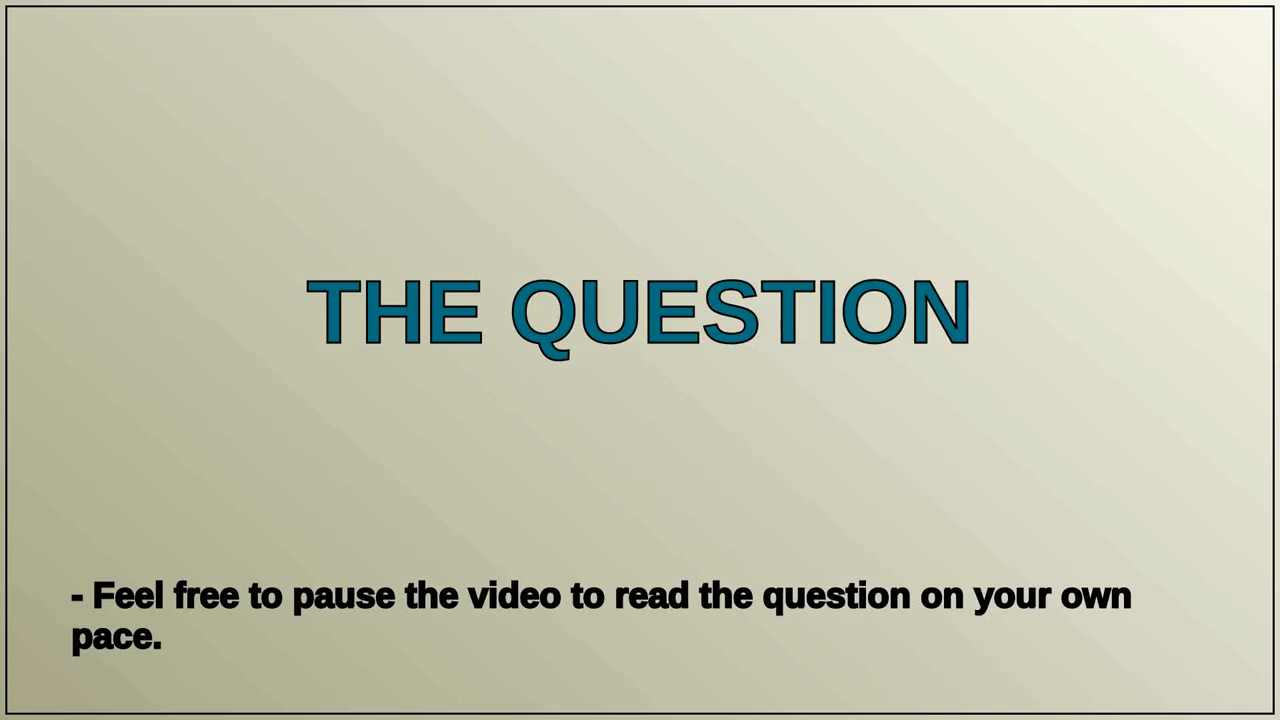 THE QUESTION
- Feel free to pause the video to read the question on your own
pace.